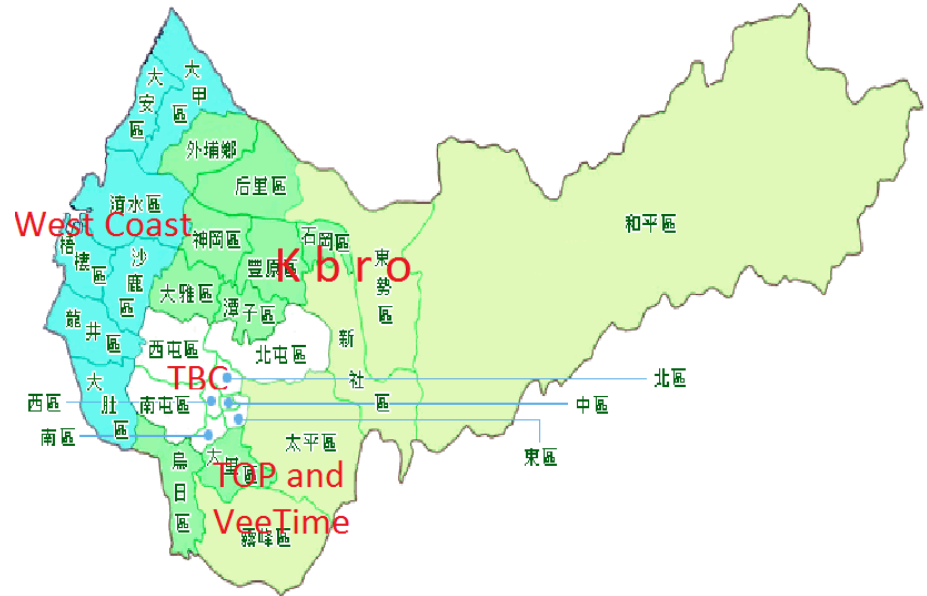 大甲區
大安區
外埔鄉
后里區
清水區
West Coast
神岡區
石岡區
豐原區
K b r o
東勢區
和平區
梧棲區
沙鹿區
大雅區
潭子區
龍井區
西屯區
北屯區
新社區
TBC
北區
大肚區
西區
南屯區
中區
南區
東區
烏日區
大里區
太平區
TOP and
VeeTime
霧峰區